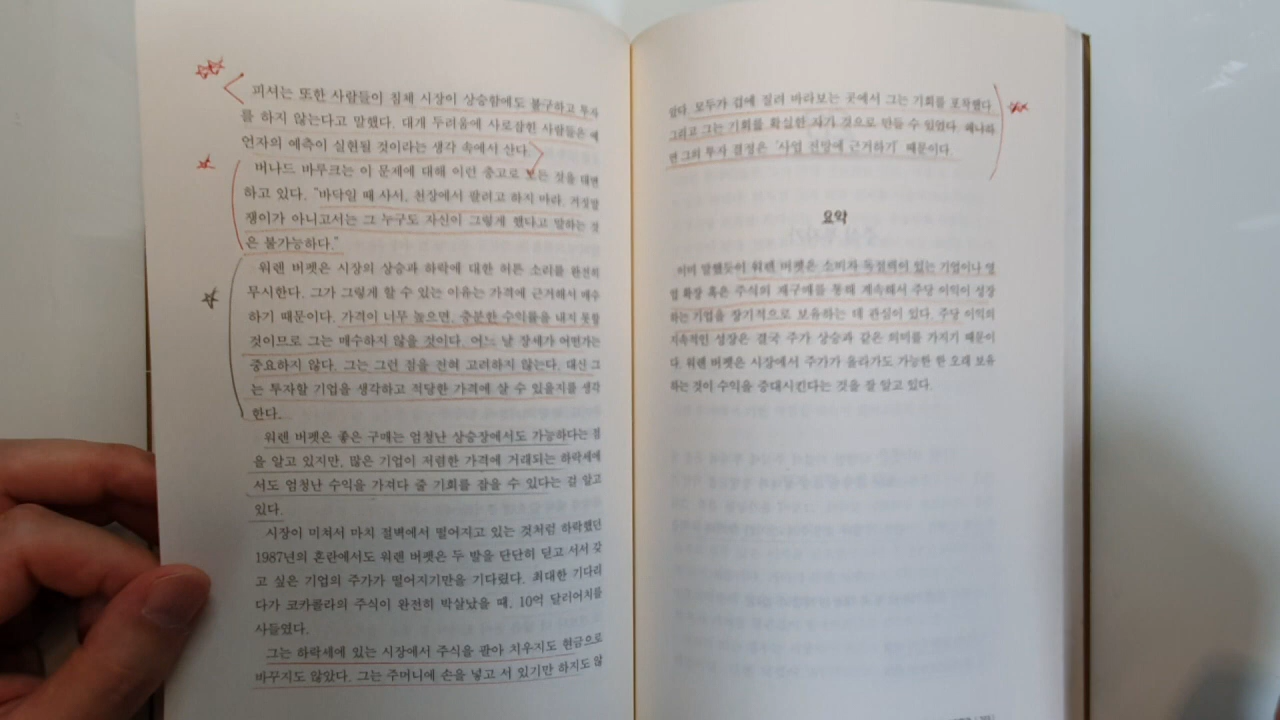 피셔는 또한 사람들이 침체 시장이 상승함에도 불구하고 투자
를 하지 않는다고 말했다. 대개 두려움에 사로잡힌 사람들은 예
언자의 예측이 실현될 것이라는 생각 속에서 산다.
버나드 바루크는 이 문제에 대해 이런 충고로 모든 것을 대변
하고 있다. "바닥일 때 사서, 천장에서 팔려고 하지 마라. 거짓말
쟁이가 아니고서는 그 누구도 자신이 그렇게 했다고 말하는 것
은 불가능하다."
워렌 버펫은 시장의 상승과 하락에 대한 허튼 소리를 완전히
무시한다. 그가 그렇게 할 수 있는 이유는 가격에 근거해서 매수
하기 때문이다. 가격이 너무 높으면, 충분한 수익률을 내지 못할
것이므로 그는 매수하지 않을 것이다. 어느 날 장세가 어떤가는
중요하지 않다. 그는 그런 점을 전혀 고려하지 않는다. 대신 그
는 투자할 기업을 생각하고 적당한 가격에 살 수 있을지를 생각
한다.
워렌 버펫은 좋은 구매는 엄청난 상승장에서도 가능하다는 점
을 알고 있지만, 많은 기업이 저렴한 가격에 거래되는 하락세에
서도 엄청난 수익을 가져다 줄 기회를 잡을 수 있다는 걸 알고
있다.
시장이 미쳐서 마치 절벽에서 떨어지고 있는 것처럼 하락했던
1987년의 혼란에서도 워렌 버펫은 두 발을 단단히 딛고 서서 갖
고 싶은 기업의 주가가 떨어지기만을 기다렸다. 최대한 기다리
다가 코카콜라의 주식이 완전히 박살났을 때, 10억 달러어치를
사들였다.
그는 하락세에 있는 시장에서 주식을 팔아 치우지도 현금으로
바꾸지도 않았다. 그는 주머니에 손을 넣고 서 있기만 하지도 않
았다. 모두가 겁에 질려 바라보는 곳에서 그는 기회를 포착했다.
그리고 그는 기회를 확실한 자기 것으로 만들 수 있었다. 왜냐하
면 그의 투자 결정은 '사업 전망에 근거하기' 때문이다.
요약
이미 말했듯이 워렌 버펫은 소비자 독점력이 있는 기업이나 영
업 확장 혹은 주식의 재구매를 통해 계속해서 주당 이익이 성장
하는 기업을 장기적으로 보유하는 데 관심이 있다. 주당 이익의
지속적인 성장은 결국 주가 상승과 같은 의미를 가지기 때문이
다. 워렌 버펫은 시장에서 주가가 올라가도 가능한 한 오래 보유
하는 것이 수익을 증대시킨다는 것을 잘 알고 있다.